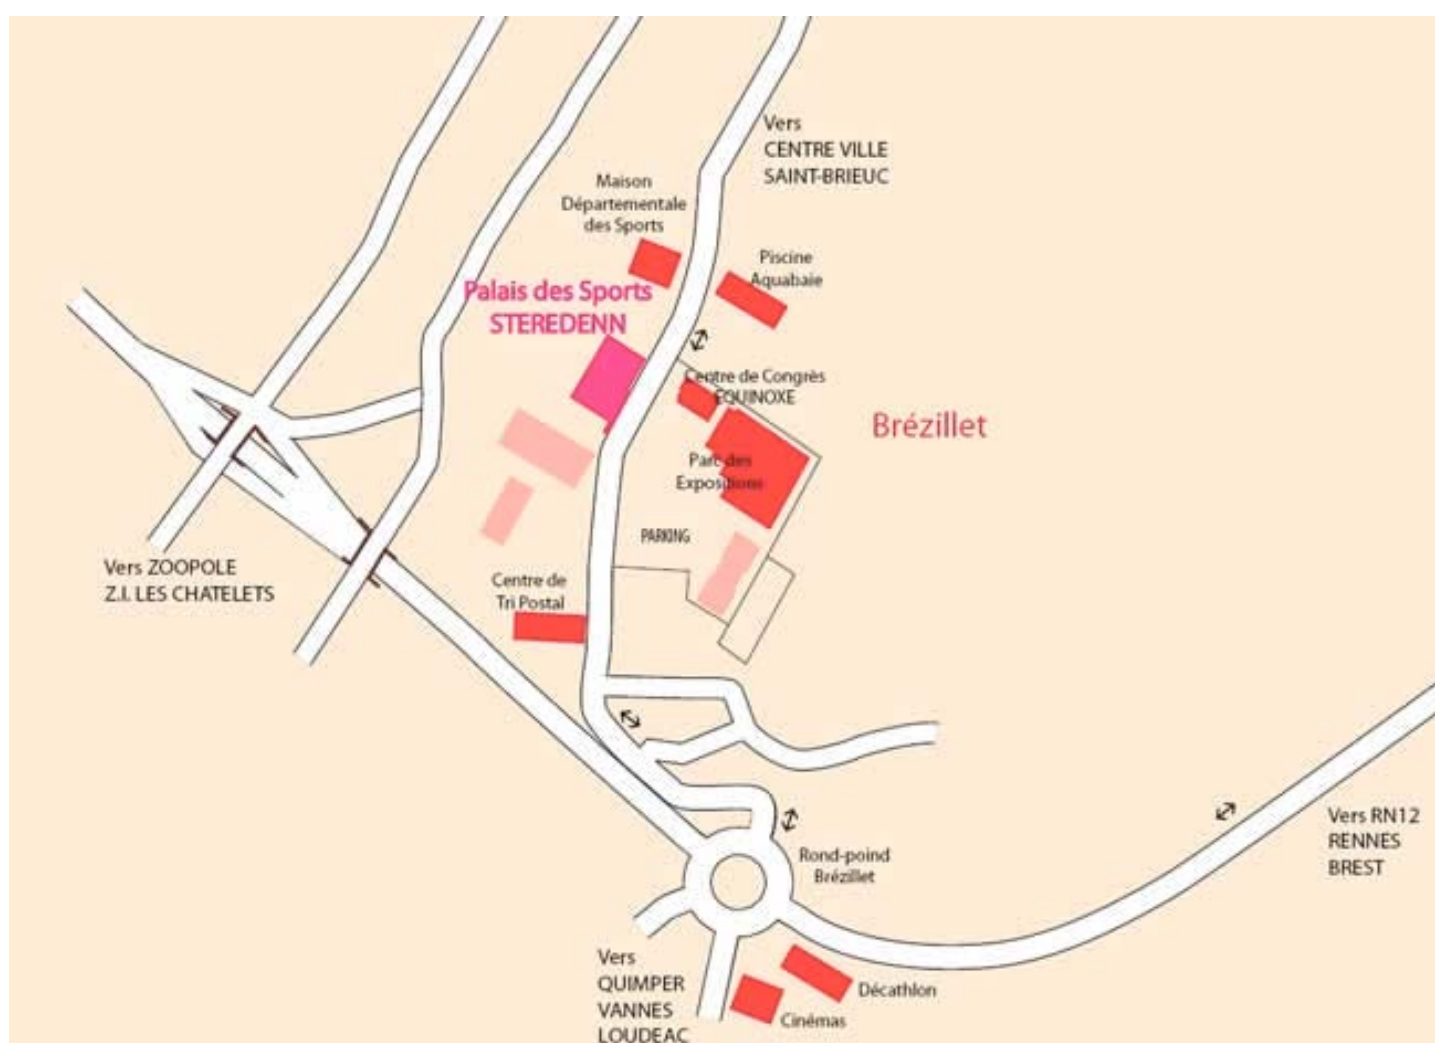 Vers
CENTRE VILLE
SAINT-BRIEUC
Maison
Départementale
des Sports
Piscine
Aquabaie
Palais des Sports
STEREDENN
Centre de Congrès
EQUINOXE
Brézillet
Parc des
Expositions
PARKING
Vers ZOOPOLE
Z.I. LES CHATELETS
Centre de
Tri Postal
Vers RN12
RENNES
BREST
Rond-poind
Brézillet
Vers
QUIMPER
VANNES
LOUDEAC
Décathlon
Cinémas